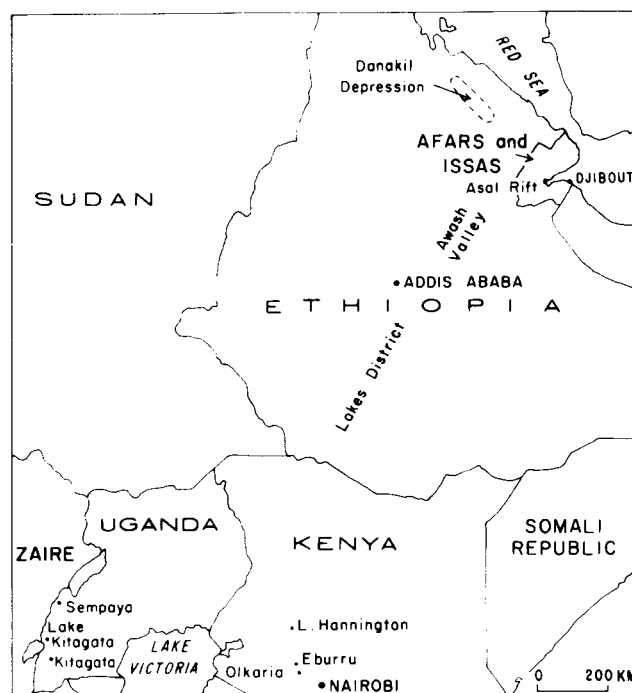 RED SEA
Danakil
Depression
AFARS and
ISSAS
Asal Rift
DJIBOUT
SUDAN
Awash
Valley
ADDIS ABABA
ETHIOPIA
Lakes District
UGANDA
KENYA
SOMALI
REPUBLIC
ZAIRE
Sempaya
Lake
Kitagata
Kitagata
LAKE
VICTORIA
L. Hannington
Olkaria
Eburru
NAIROBI
0 200 KM